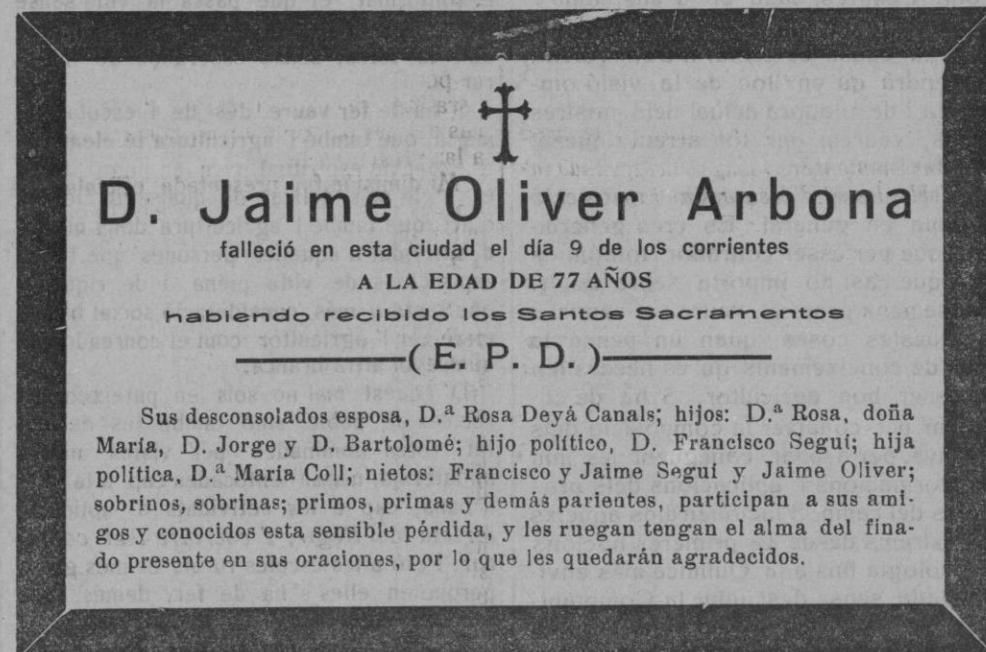 D. Jaime Oliver Arbona
falleció en esta ciudad el día 9 de los corrientes
A LA EDAD DE 77 AÑOS
habiendo recibido los Santos Sacramentos
(E. P. D.)
Sus desconsolados esposa, D.ª Rosa Deyá Canals; hijos: D.ª Rosa, doña
María, D. Jorge y D. Bartolomé; hijo político, D. Francisco Seguí; hija
política, D.ª María Coll; nietos: Francisco y Jaime Seguí y Jaime Oliver;
sobrinos, sobrinas; primos, primas y demás parientes, participan a sus ami-
gos y conocidos esta sensible pérdida, y les ruegan tengan el alma del fina-
do presente en sus oraciones, por lo que les quedarán agradecidos.